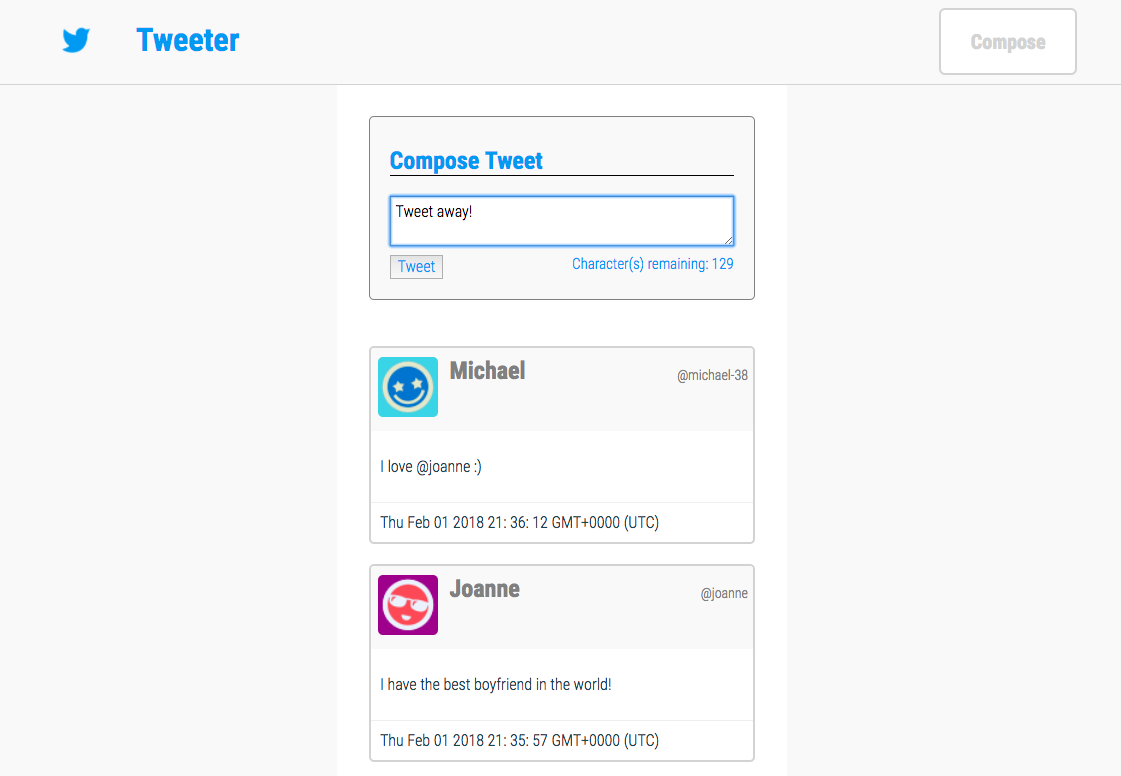 Tweeter
Compose
Compose Tweet
Tweet away!
Tweet
Character(s) remaining: 129
Michael
@michael-38
I love @joanne :)
Thu Feb 01 2018 21: 36: 12 GMT+0000 (UTC)
Joanne
@joanne
I have the best boyfriend in the world!
Thu Feb 01 2018 21: 35: 57 GMT+0000 (UTC)